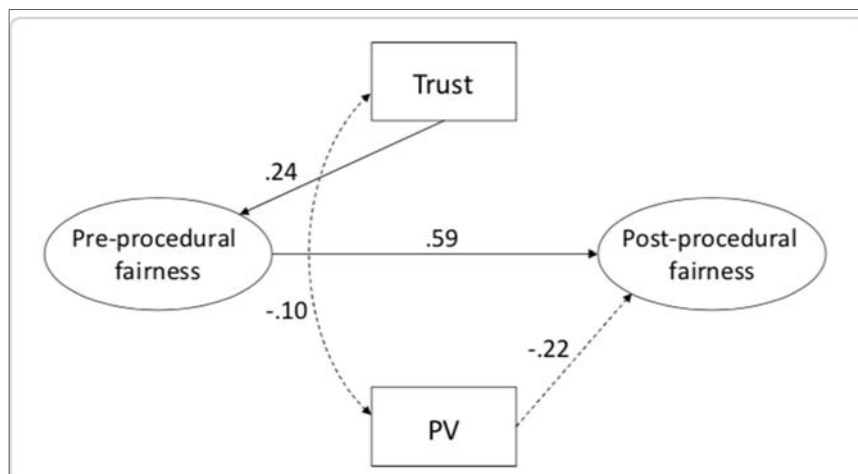 Trust
.24
Pre-procedural
fairness
.59
Post-procedural
fairness
-.10
-.22
PV